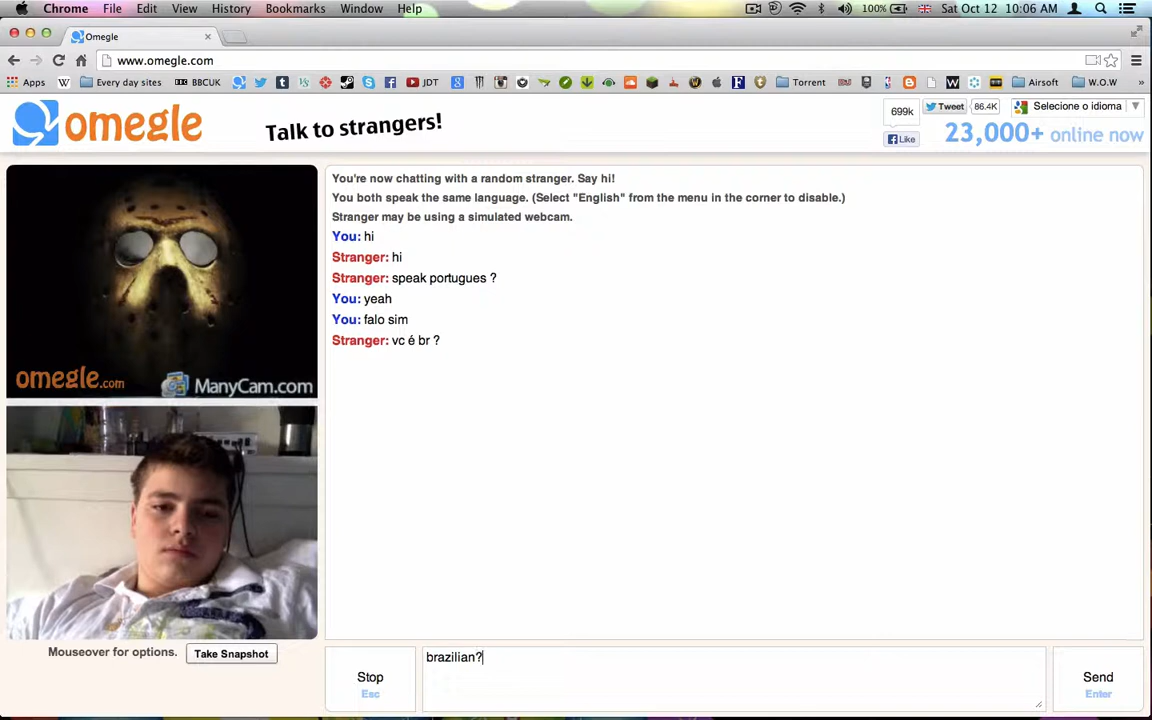 Chrome File Edit View History Bookmarks Window Help 100% Sat Oct 12 10:06 AM
Omegle
www.omegle.com
Apps Every day sites BBCUK JDT Torrent Airsoft W.O.W
omegle Talk to strangers! 699k Like Tweet 86.4K Selecione o idioma
23,000+ online now
You're now chatting with a random stranger. Say hi!
You both speak the same language. (Select "English" from the menu in the corner to disable.)
Stranger may be using a simulated webcam.
You: hi
Stranger: hi
Stranger: speak portugues ?
You: yeah
You: falo sim
Stranger: vc é br ?
omegle.com ManyCam.com
Mouseover for options. Take Snapshot
Stop
Esc
brazilian?
Send
Enter